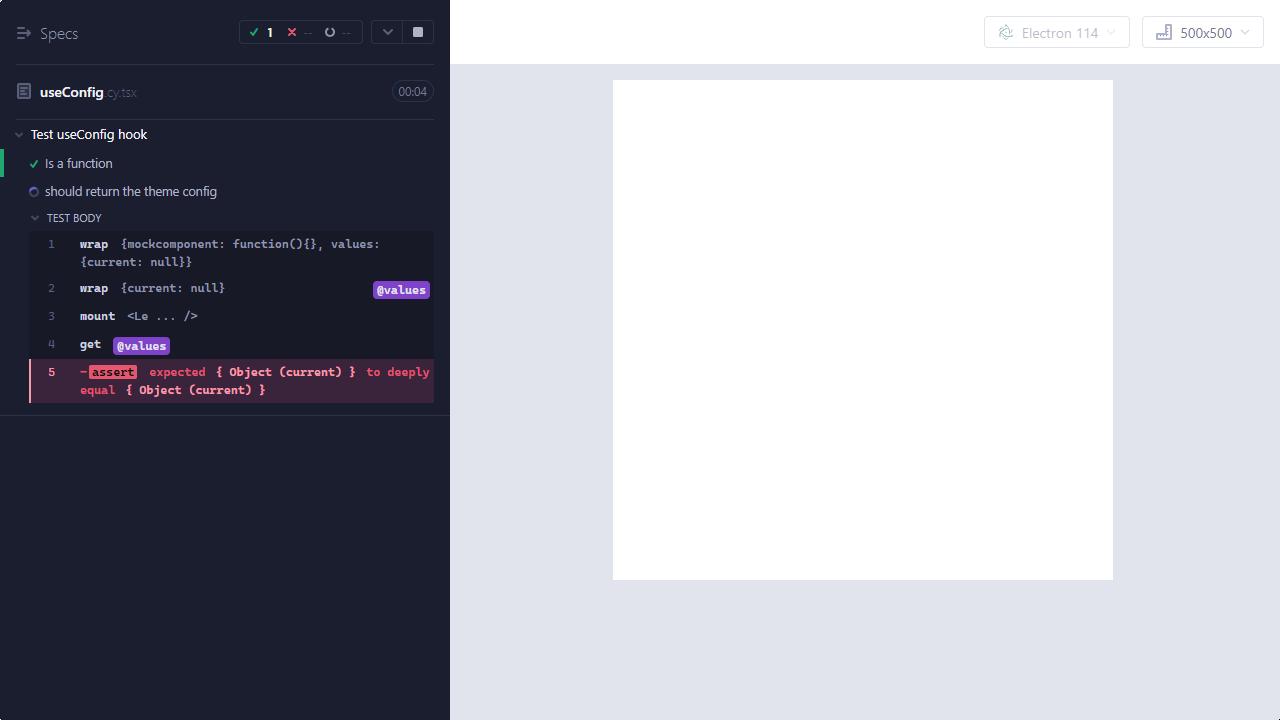 Specs
1 -- --
Electron 114
500x500
useConfig.cy.tsx
00:04
Test useConfig hook
Is a function
should return the theme config
TEST BODY
1 wrap {mockcomponent: function(){}, values:
{current: null}}
2 wrap {current: null} @values
3 mount <Le ... />
4 get @values
5 -assert expected { Object (current) } to deeply
equal { Object (current) }